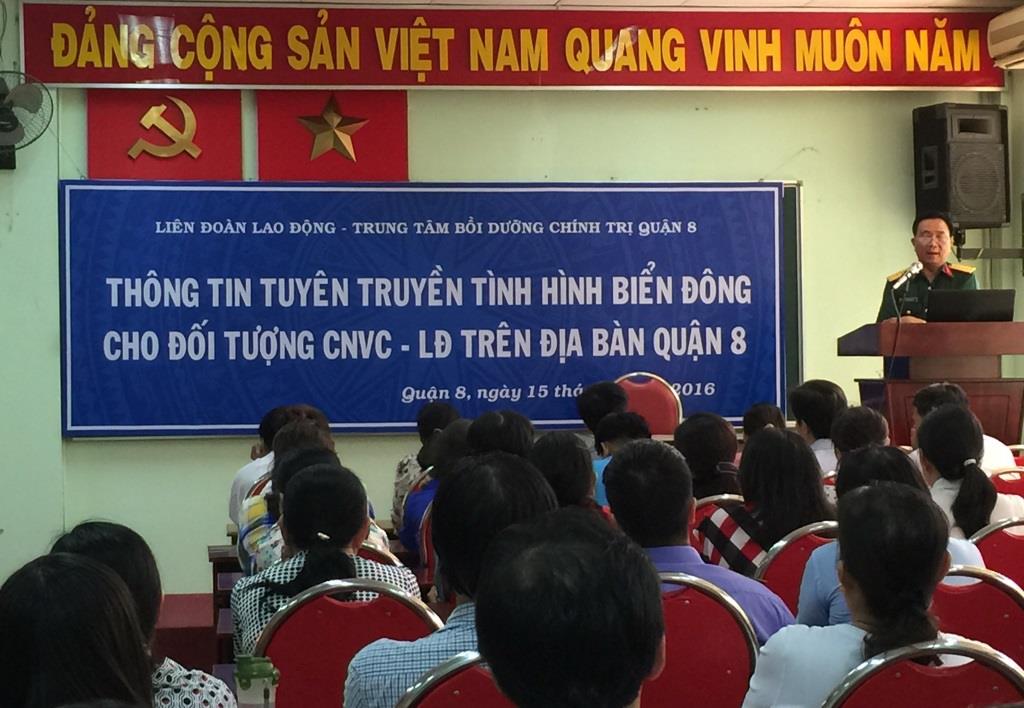 ĐẢNG CỘNG SẢN VIỆT NAM QUANG VINH MUÔN NĂM
LIÊN ĐOÀN LAO ĐỘNG - TRUNG TÂM BỒI DƯỠNG CHÍNH TRỊ QUẬN 8
THÔNG TIN TUYÊN TRUYỀN TÌNH HÌNH BIỂN ĐÔNG
CHO ĐỐI TƯỢNG CNVC - LĐ TRÊN ĐỊA BÀN QUẬN 8
Quận 8, ngày 15 2016